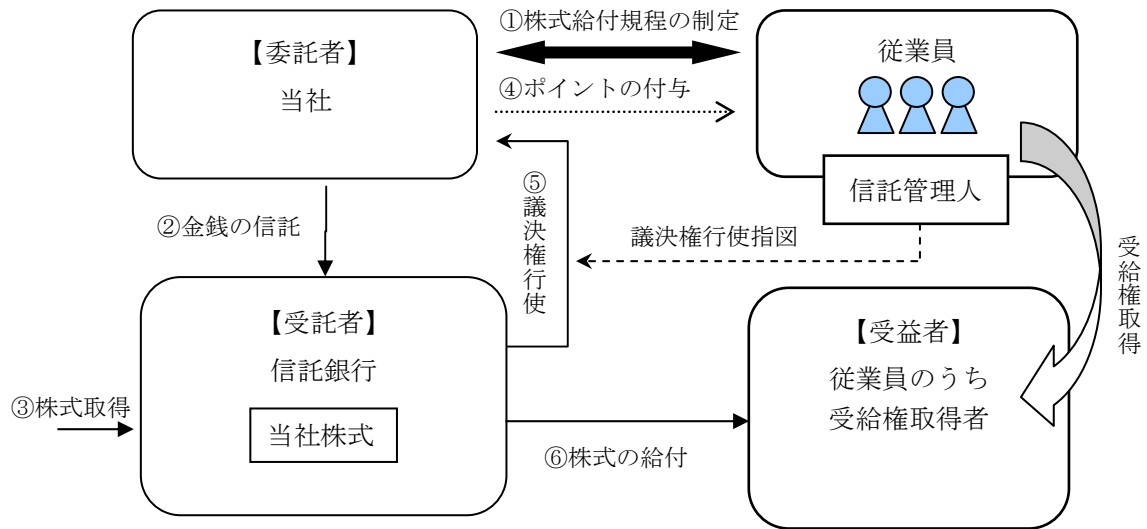 ①株式給付規程の制定
【委託者】
当社
従業員
④ポイントの付与
信託管理人
②金銭の信託
⑤議決権行使
議決権行使指図
受給権取得
【受託者】
信託銀行
当社株式
③株式取得
【受益者】
従業員のうち
受給権取得者
⑥株式の給付